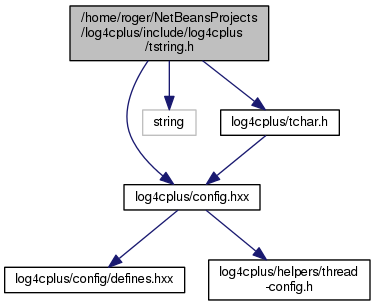 /home/roger/NetBeansProjects
/log4cplus/include/log4cplus
/tstring.h
string
log4cplus/tchar.h
log4cplus/config.hxx
log4cplus/config/defines.hxx
log4cplus/helpers/thread
-config.h